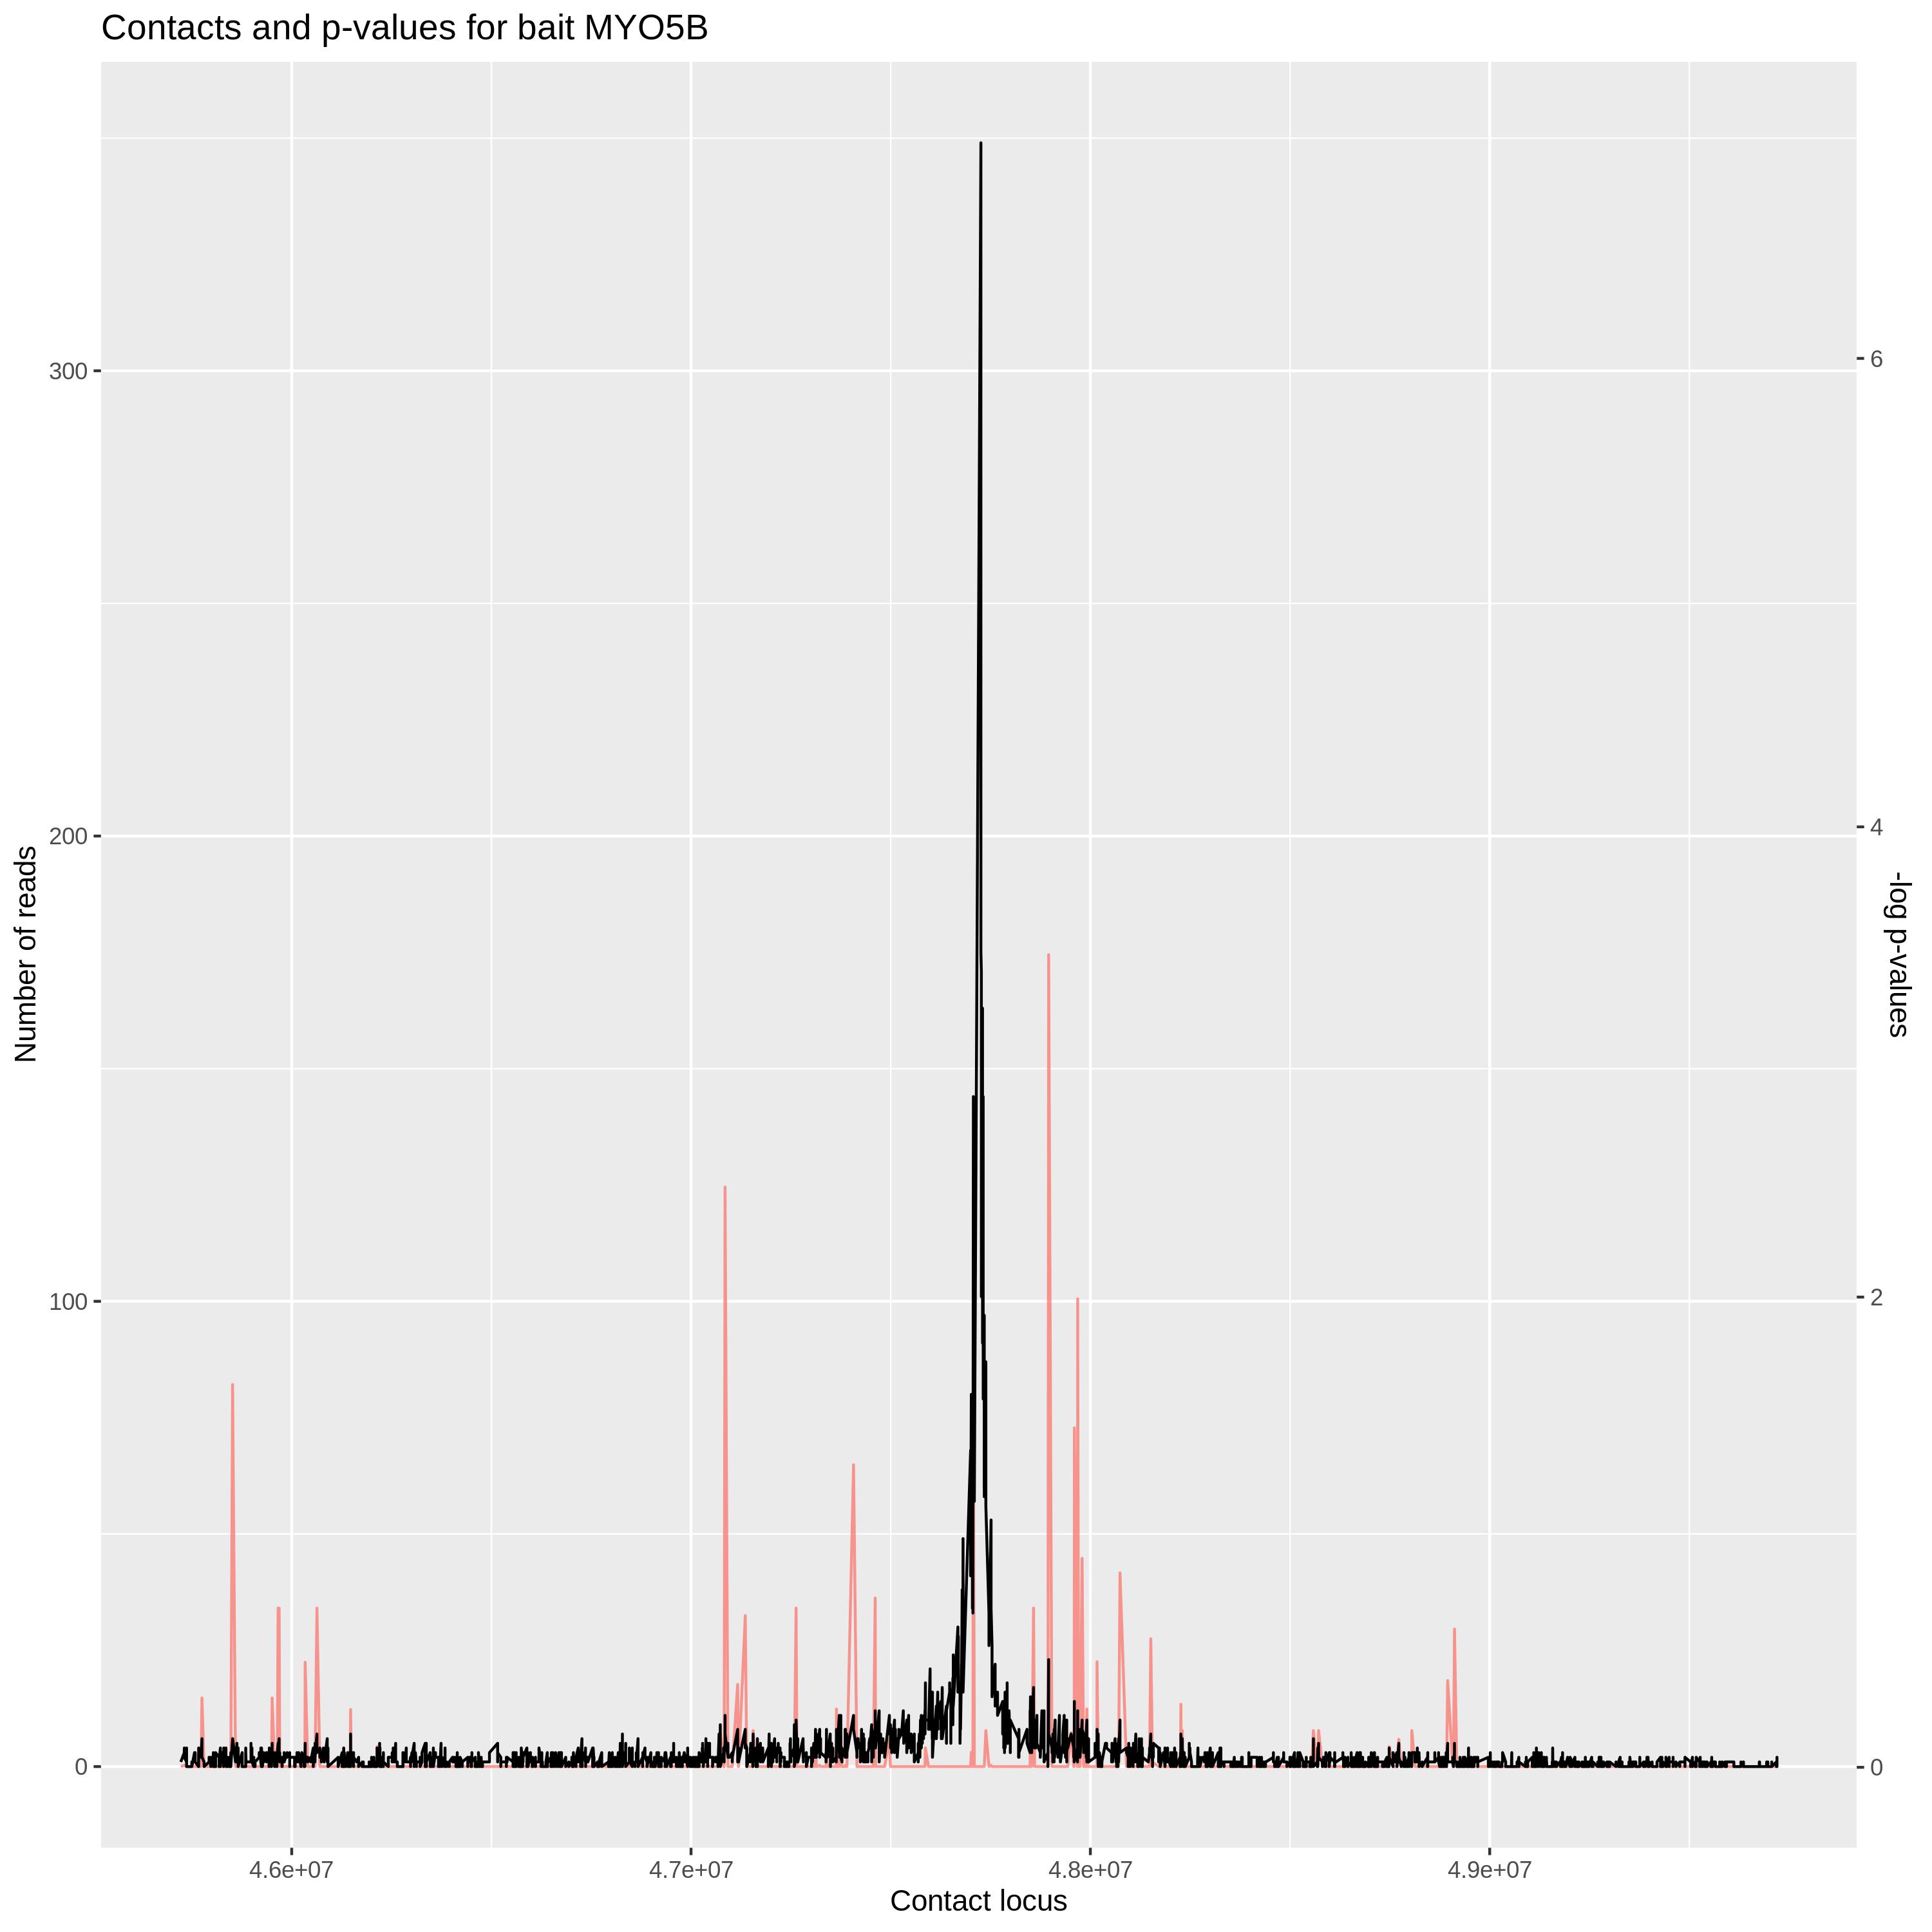 Contacts and p-values for bait MYO5B
300
200
100
0
Number of reads
6
4
2
0
-log p-values
4.6e+07 4.7e+07 4.8e+07 4.9e+07
Contact locus